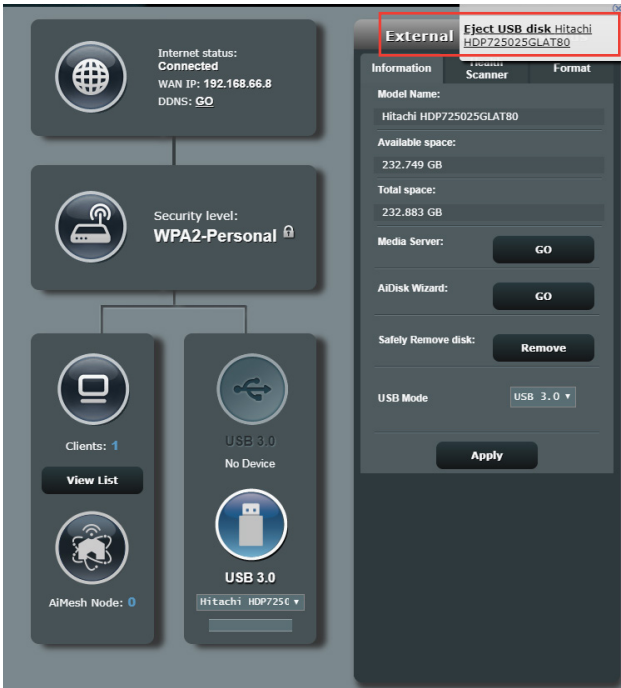 Internet status:
Connected
WAN IP: 192.168.66.8
DDNS: GO
Security level:
WPA2-Personal
Clients: 1
View List
AiMesh Node: 0
USB 3.0
No Device
USB 3.0
Hitachi HDP725
External
Eject USB disk Hitachi
HDP725025GLAT80
Information
Health
Scanner
Format
Model Name:
Hitachi HDP725025GLAT80
Available space:
232.749 GB
Total space:
232.883 GB
Media Server:
GO
AiDisk Wizard:
GO
Safely Remove disk:
Remove
USB Mode
USB 3.0
Apply